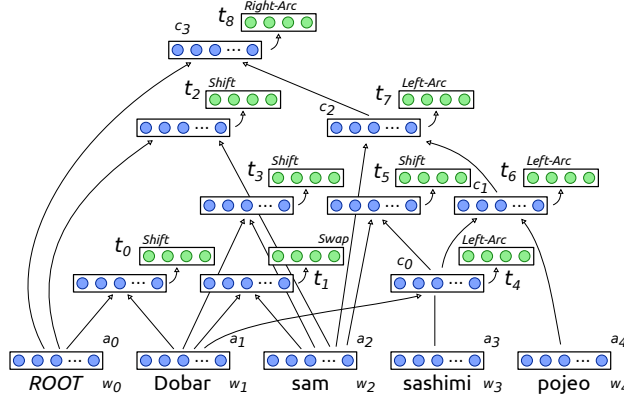 c3 t8 Right-Arc
t2 Shift
c2 t7 Left-Arc
t3 Shift
t5 Shift
c1 t6 Left-Arc
t0 Shift
Swap t1
c0 Left-Arc t4
a0 a1 a2 a3 a4
ROOT w0 Dobar w1 sam w2 sashimi w3 pojeo w4